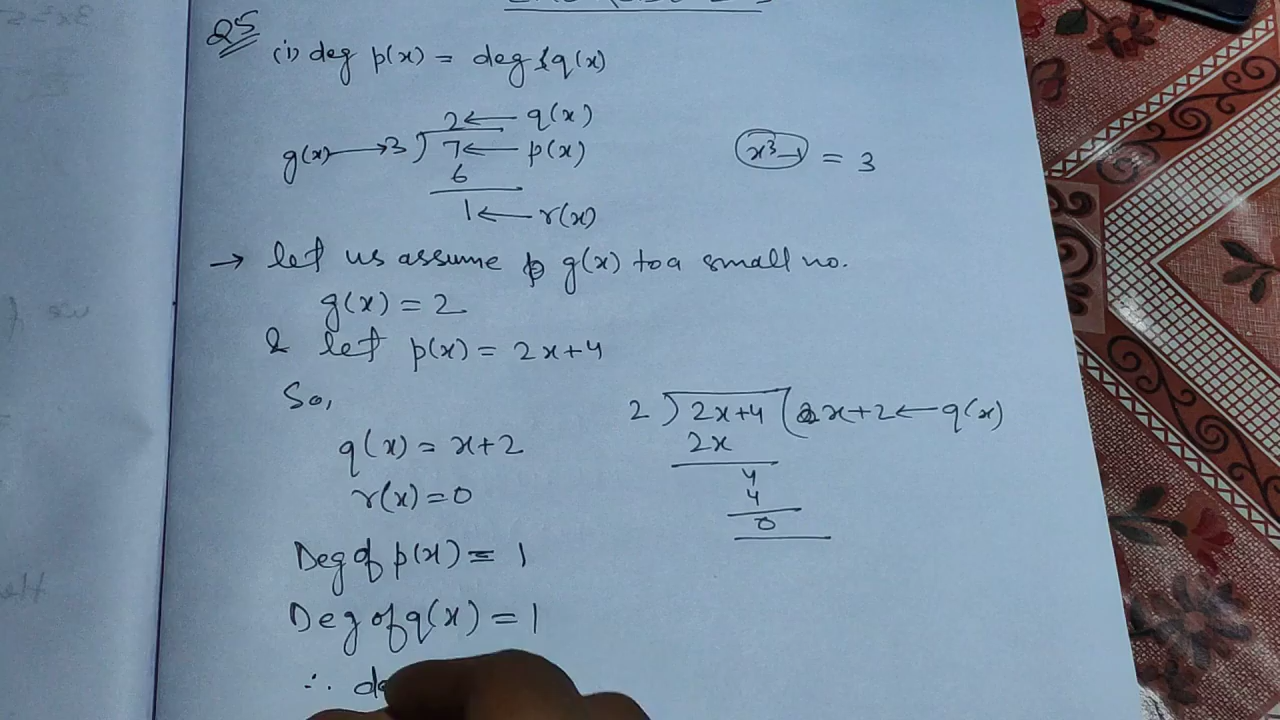 Q5
(i) deg p(x) = deg q(x)
2 ← q(x)
g(x) → 3 ) 7 ← p(x)
6
1 ← r(x)
x³-1 = 3
→ let us assume g(x) to a small no.
g(x) = 2
& let p(x) = 2x+4
So,
q(x) = x+2
r(x) = 0
2 ) 2x+4 ( x+2 ← q(x)
2x
4
4
0
Deg of p(x) = 1
Deg of q(x) = 1
∴ de